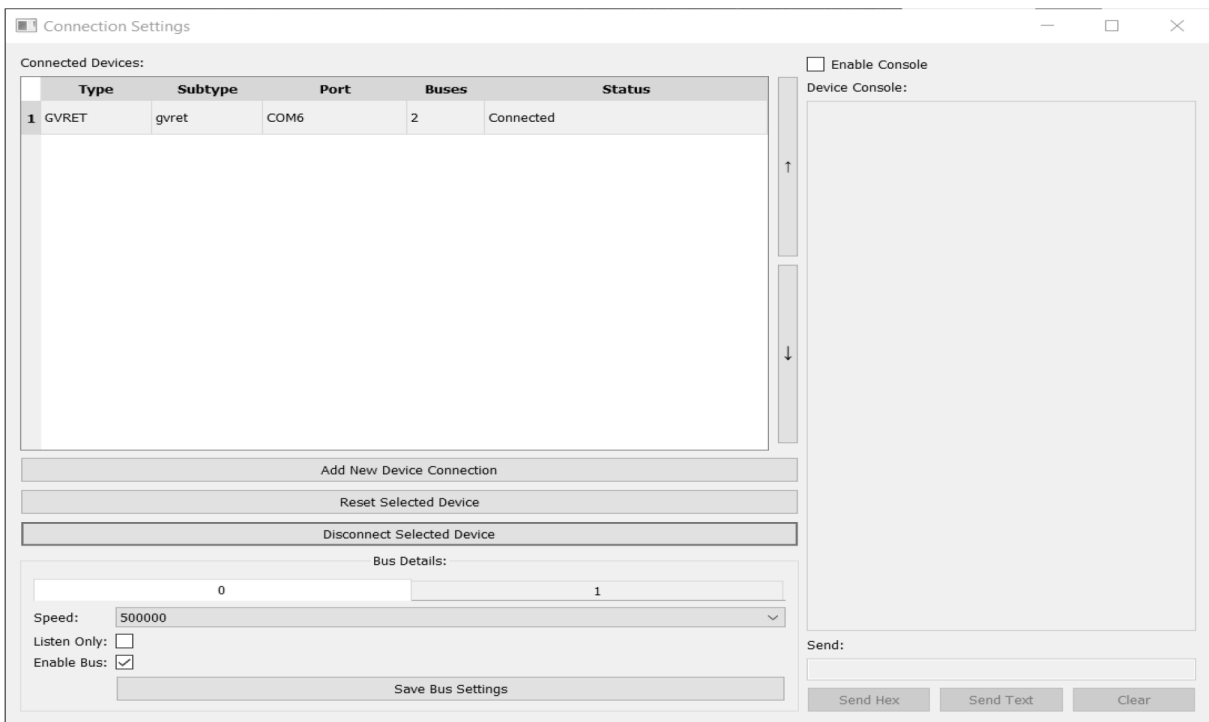 Connection Settings
Connected Devices:
Type Subtype Port Buses Status
1 GVRET gvret COM6 2 Connected
↑
↓
Add New Device Connection
Reset Selected Device
Disconnect Selected Device
Bus Details:
0 1
Speed: 500000
Listen Only:
Enable Bus:
Save Bus Settings
Enable Console
Device Console:
Send:
Send Hex Send Text Clear